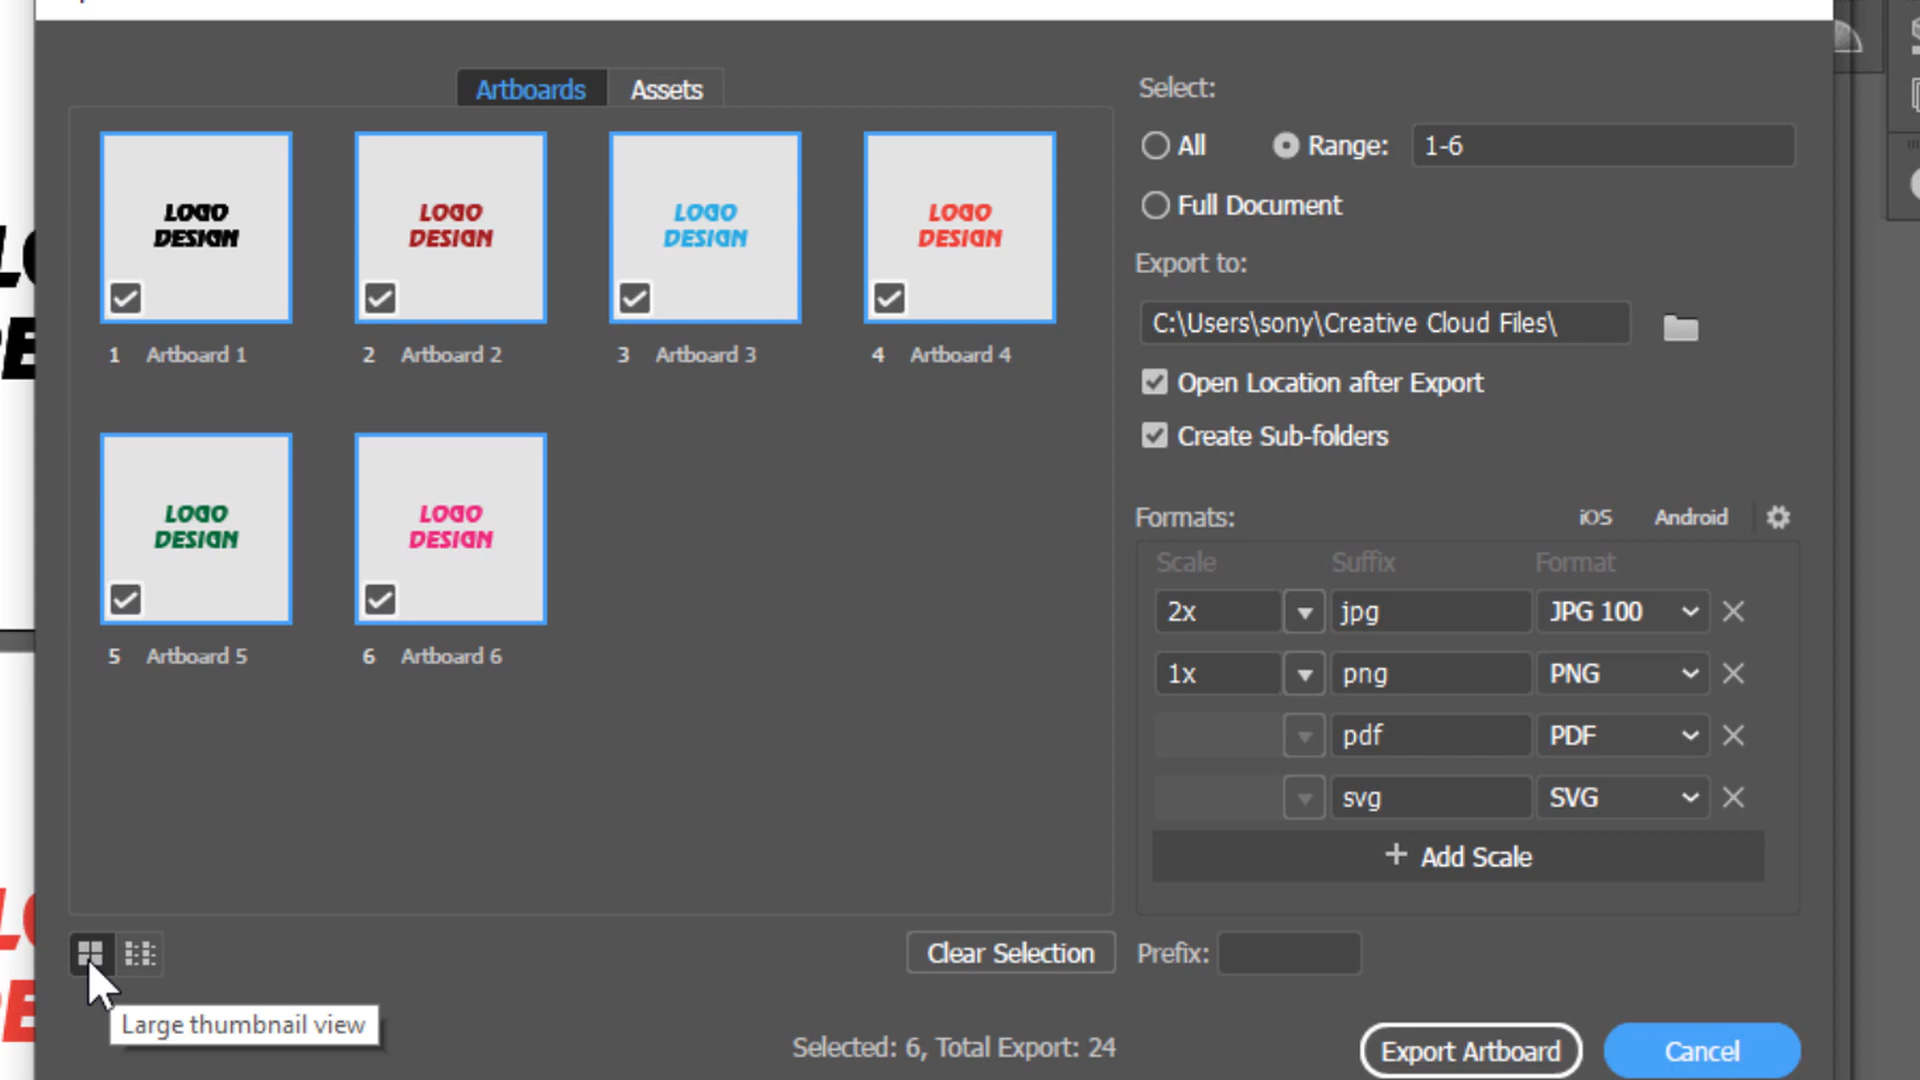 Artboards
Assets
LOGO
DESIGN
1 Artboard 1
LOGO
DESIGN
2 Artboard 2
LOGO
DESIGN
3 Artboard 3
LOGO
DESIGN
4 Artboard 4
LOGO
DESIGN
5 Artboard 5
LOGO
DESIGN
6 Artboard 6
Large thumbnail view
Clear Selection
Selected: 6, Total Export: 24
Select:
All
Range: 1-6
Full Document
Export to:
C:\Users\sony\Creative Cloud Files\
Open Location after Export
Create Sub-folders
Formats:
iOS
Android
Scale Suffix Format
2x jpg JPG 100
1x png PNG
pdf PDF
svg SVG
+ Add Scale
Prefix:
Export Artboard
Cancel